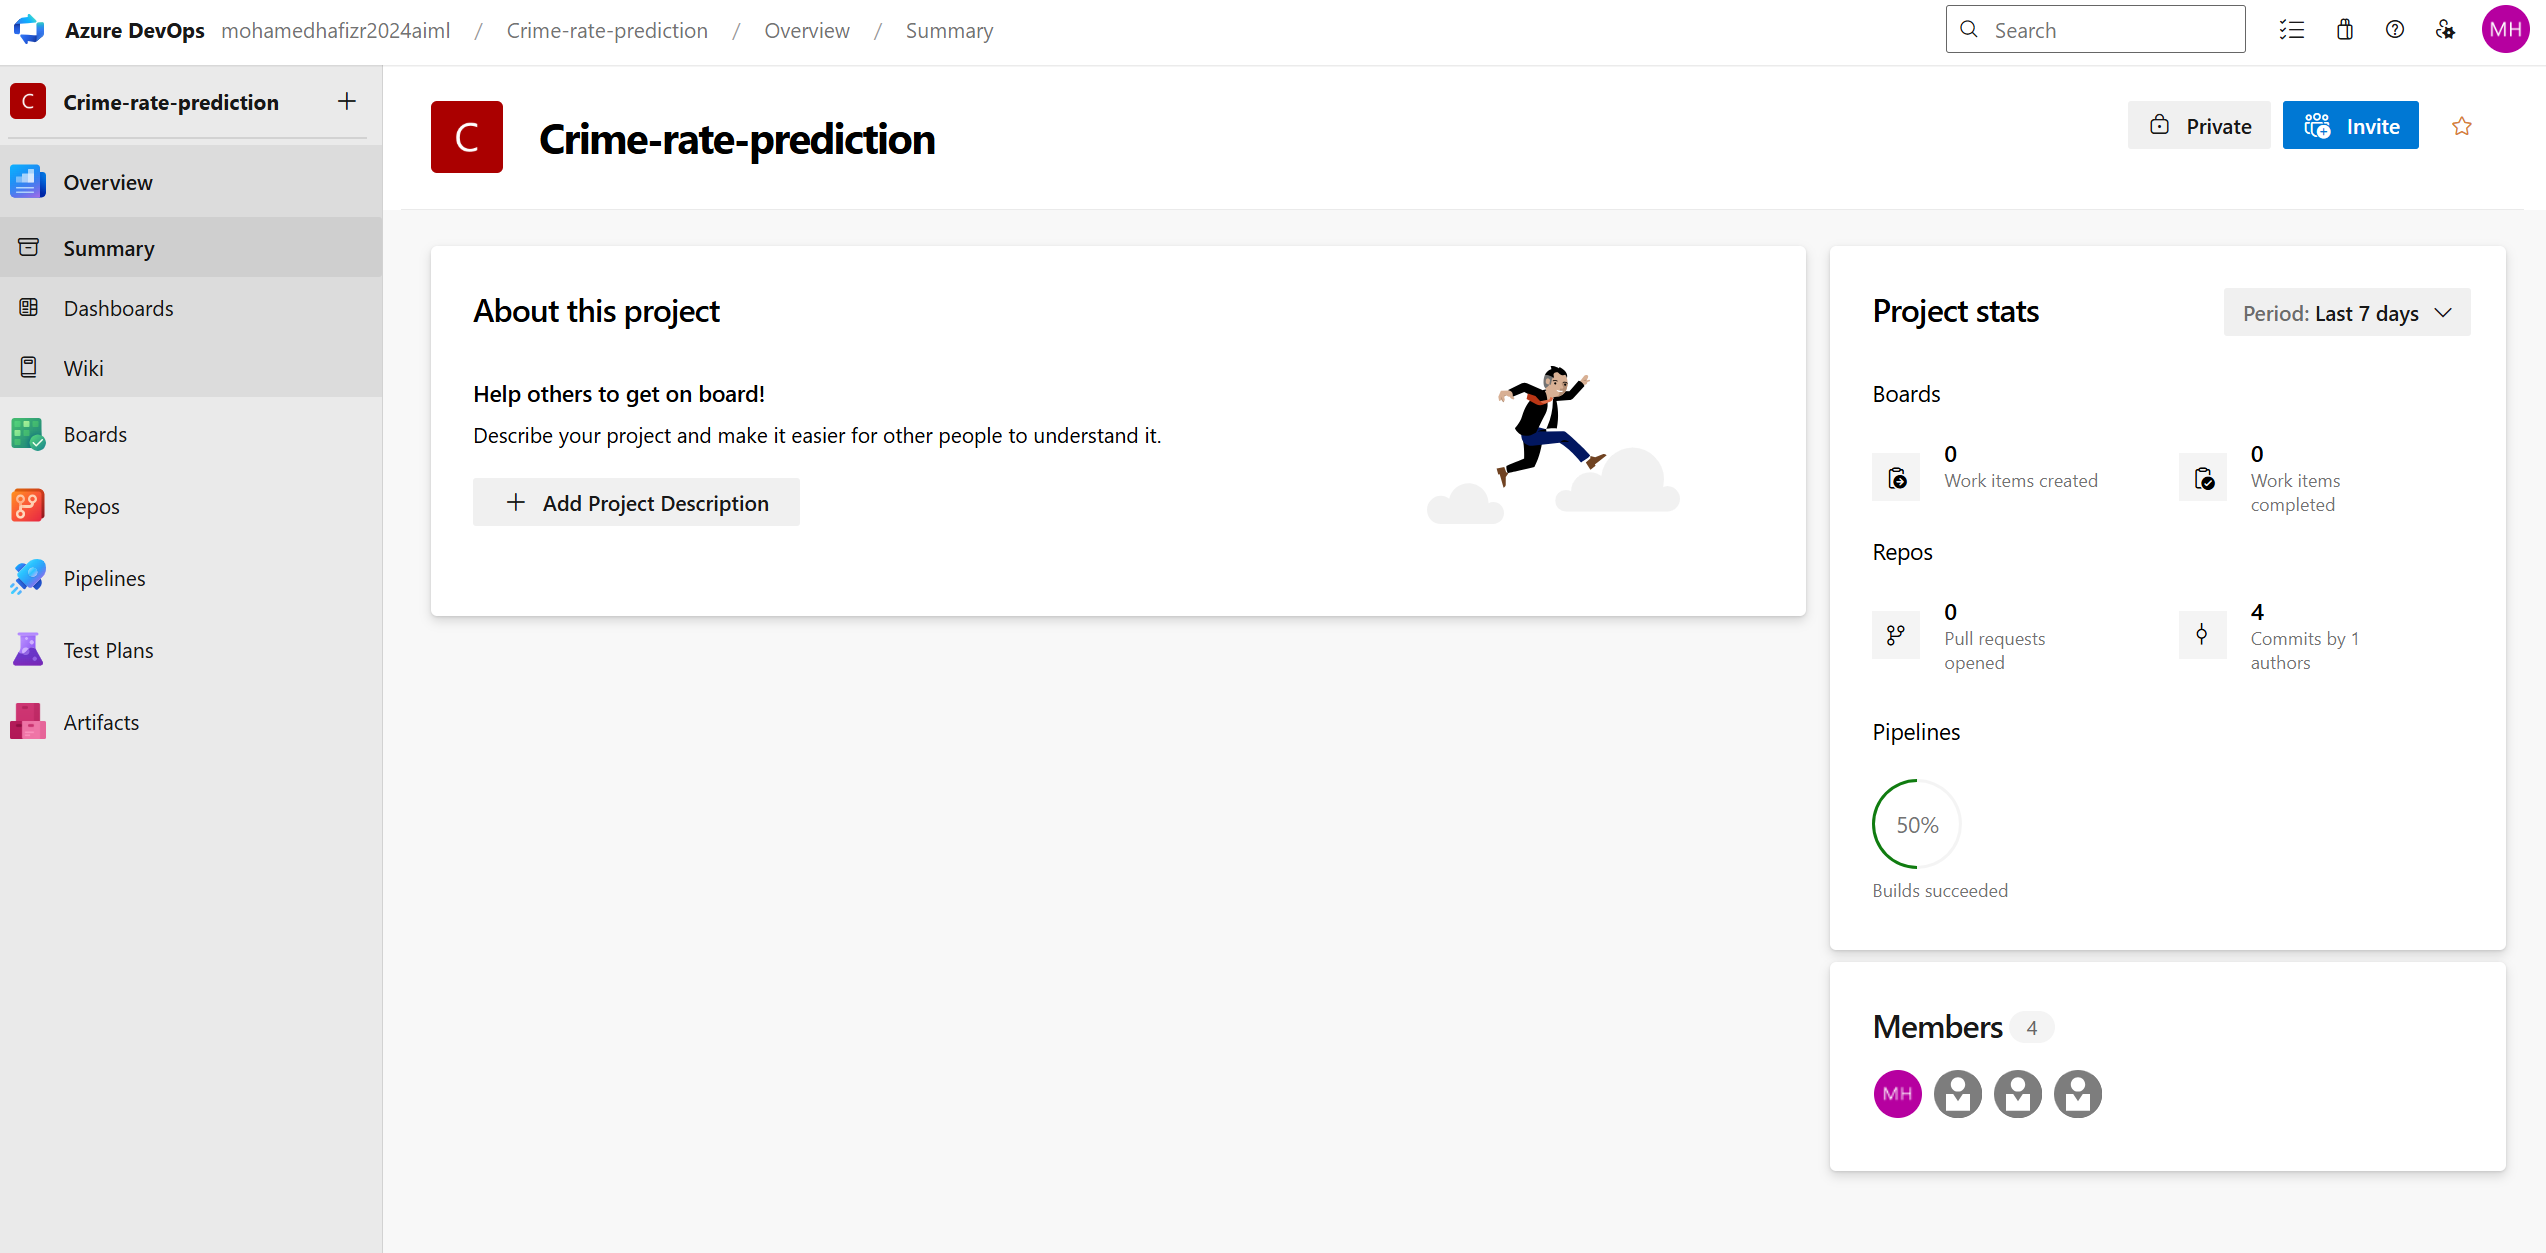 Azure DevOps mohamedhafizr2024aiml / Crime-rate-prediction / Overview / Summary
Search
MH
C Crime-rate-prediction
Overview
Summary
Dashboards
Wiki
Boards
Repos
Pipelines
Test Plans
Artifacts
C Crime-rate-prediction
Private
Invite
About this project
Help others to get on board!
Describe your project and make it easier for other people to understand it.
Add Project Description
Project stats
Period: Last 7 days
Boards
0
Work items created
0
Work items
completed
Repos
0
Pull requests
opened
4
Commits by 1
authors
Pipelines
50%
Builds succeeded
Members 4
MH